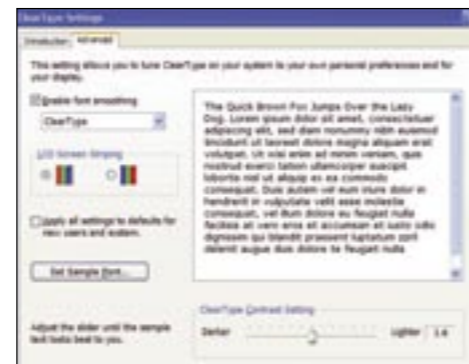 ClearType Settings
Introduction Advanced
This setting allows you to tune ClearType on your system to your own personal preferences and for
your display.
Enable font smoothing
ClearType
LCD Screen Striping
Apply all settings to defaults for
new users and system.
Set Sample Font...
The Quick Brown Fox Jumps Over the Lazy
Dog. Lorem ipsum dolor sit amet, consectetuer
adipiscing elit, sed diam nonummy nibh euismod
tincidunt ut laoreet dolore magna aliquam erat
volutpat. Ut wisi enim ad minim veniam, quis
nostrud exerci tation ullamcorper suscipit
lobortis nisl ut aliquip ex ea commodo
consequat. Duis autem vel eum iriure dolor in
hendrerit in vulputate velit esse molestie
consequat, vel illum dolore eu feugiat nulla
facilisis at vero eros et accumsan et iusto odio
dignissim qui blandit praesent luptatum zzril
delenit augue duis dolore te feugait nulla
Adjust the slider until the sample
text looks best to you.
ClearType Contrast Setting
Darker Lighter 1.6